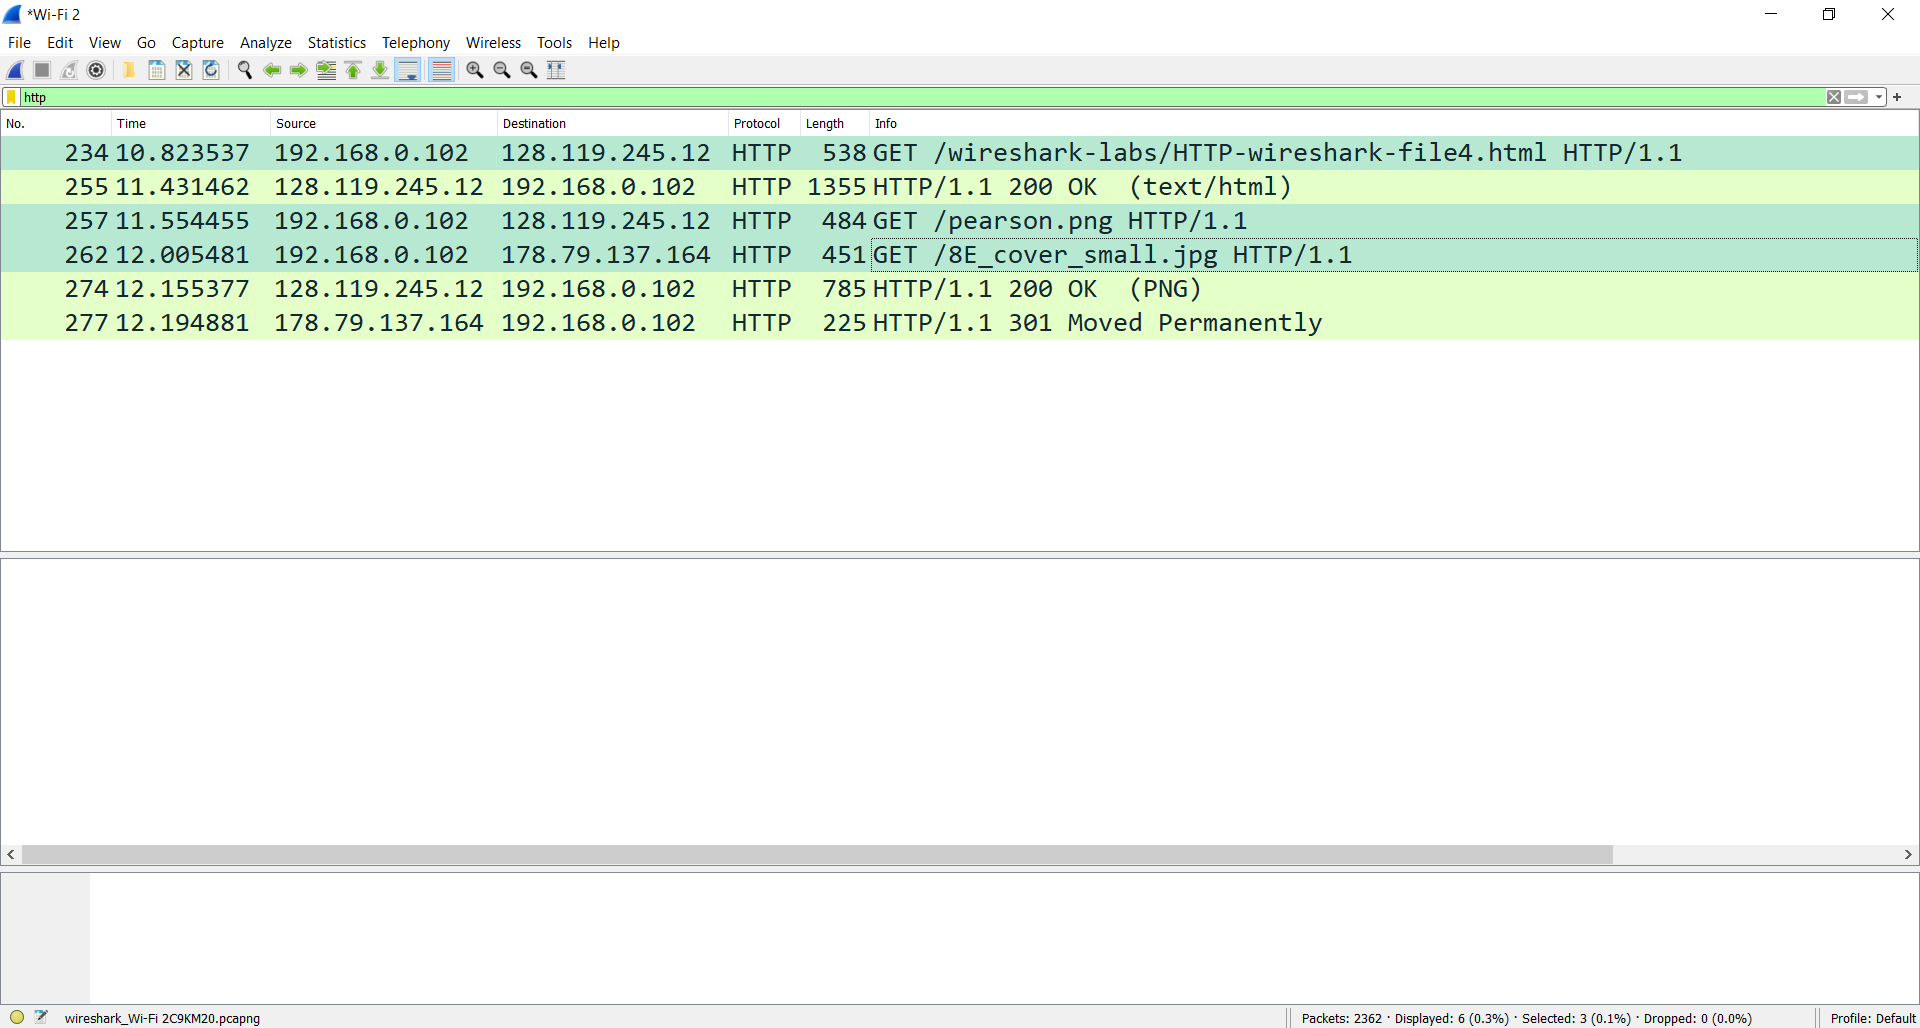 *Wi-Fi 2
File Edit View Go Capture Analyze Statistics Telephony Wireless Tools Help
http
No. Time Source Destination Protocol Length Info
234 10.823537 192.168.0.102 128.119.245.12 HTTP 538 GET /wireshark-labs/HTTP-wireshark-file4.html HTTP/1.1
255 11.431462 128.119.245.12 192.168.0.102 HTTP 1355 HTTP/1.1 200 OK (text/html)
257 11.554455 192.168.0.102 128.119.245.12 HTTP 484 GET /pearson.png HTTP/1.1
262 12.005481 192.168.0.102 178.79.137.164 HTTP 451 GET /8E_cover_small.jpg HTTP/1.1
274 12.155377 128.119.245.12 192.168.0.102 HTTP 785 HTTP/1.1 200 OK (PNG)
277 12.194881 178.79.137.164 192.168.0.102 HTTP 225 HTTP/1.1 301 Moved Permanently
wireshark_Wi-Fi 2C9KM20.pcapng Packets: 2362 · Displayed: 6 (0.3%) · Selected: 3 (0.1%) · Dropped: 0 (0.0%) Profile: Default